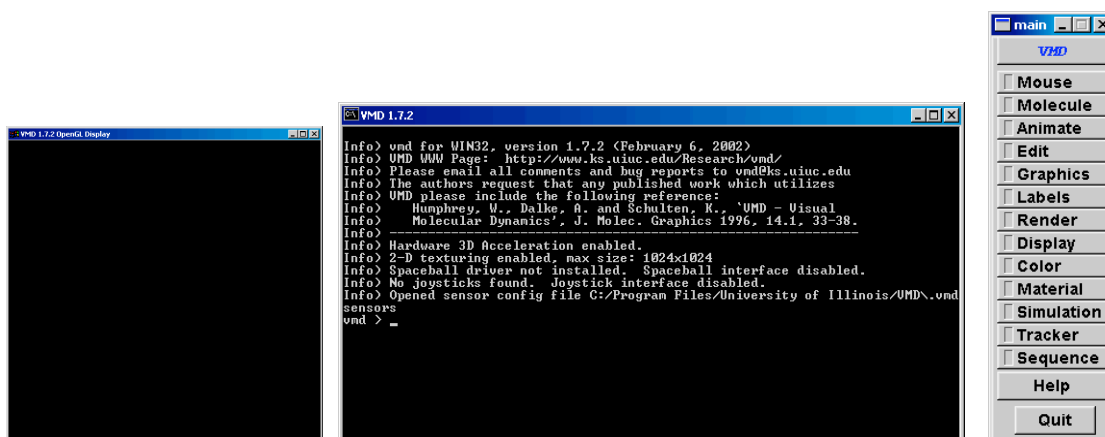 VMD 1.7.2 OpenGL Display
VMD 1.7.2
Info) vmd for WIN32, version 1.7.2 (February 6, 2002)
Info) VMD WWW Page:  http://www.ks.uiuc.edu/Research/vmd/
Info) Please email all comments and bug reports to vmd@ks.uiuc.edu
Info) The authors request that any published work which utilizes
Info) VMD please include the following reference:
Info)    Humphrey, W., Dalke, A. and Schulten, K., `VMD - Visual
Info)    Molecular Dynamics', J. Molec. Graphics 1996, 14.1, 33-38.
Info) -------------------------------------------------------------
Info) Hardware 3D Acceleration enabled.
Info) 2-D texturing enabled, max size: 1024x1024
Info) Spaceball driver not installed.  Spaceball interface disabled.
Info) No joysticks found.  Joystick interface disabled.
Info) Opened sensor config file C:/Program Files/University of Illinois/VMD\.vmd
sensors
vmd > _
main
VMD
Mouse
Molecule
Animate
Edit
Graphics
Labels
Render
Display
Color
Material
Simulation
Tracker
Sequence
Help
Quit